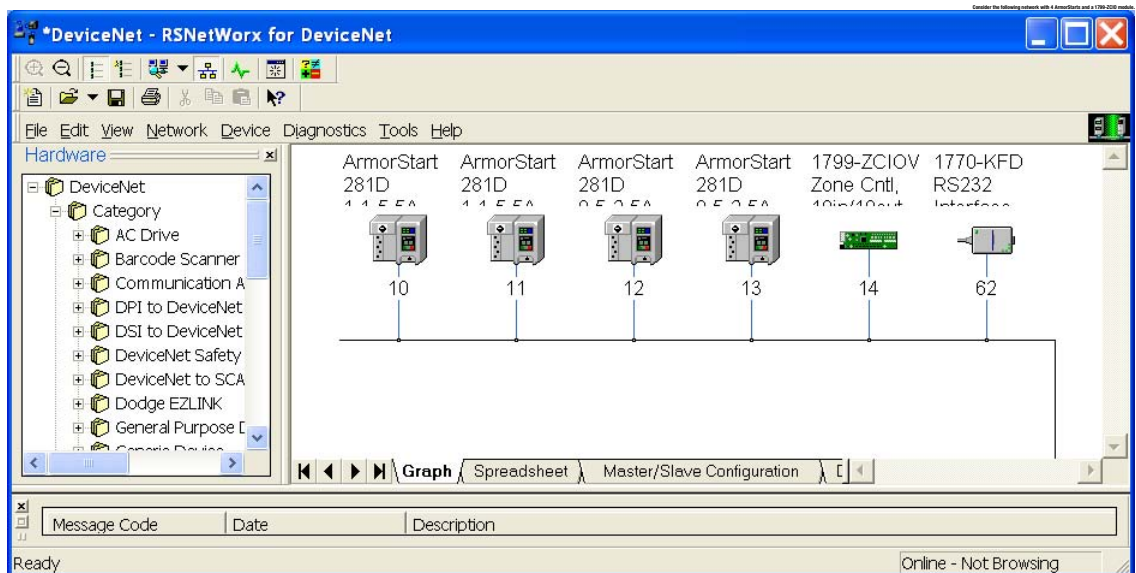 Consider the following network with 4 ArmorStarts and a 1799-ZCIO module.
*DeviceNet - RSNetWorx for DeviceNet
File Edit View Network Device Diagnostics Tools Help
Hardware
DeviceNet
Category
AC Drive
Barcode Scanner
Communication A
DPI to DeviceNet
DSI to DeviceNet
DeviceNet Safety
DeviceNet to SCA
Dodge EZLINK
General Purpose D
Generic Device
ArmorStart ArmorStart ArmorStart ArmorStart 1799-ZCIOV 1770-KFD
281D 281D 281D 281D Zone Cntl, RS232
10 11 12 13 14 62
Graph Spreadsheet Master/Slave Configuration
Message Code Date Description
Ready Online - Not Browsing